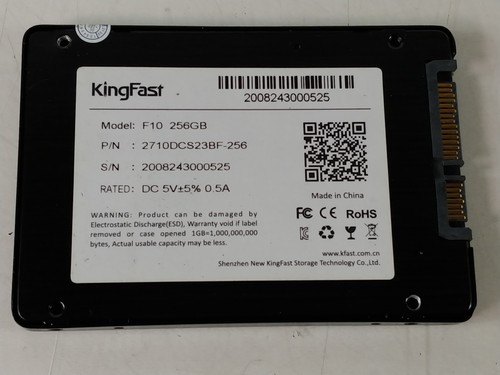 KingFast
2008243000525
Model: F10 256GB
P/N : 2710DCS23BF-256
S/N : 2008243000525
RATED: DC 5V±5% 0.5A
Made in China
WARNING: Product can be damaged by
Electrostatic Discharge(ESD), Warranty void if label
removed or case opened 1GB=1,000,000,000
bytes, Actual usable capacity may be less.
FC CE RoHS
www.kfast.com.cn
Shenzhen New KingFast Storage Technology Co.,Ltd.